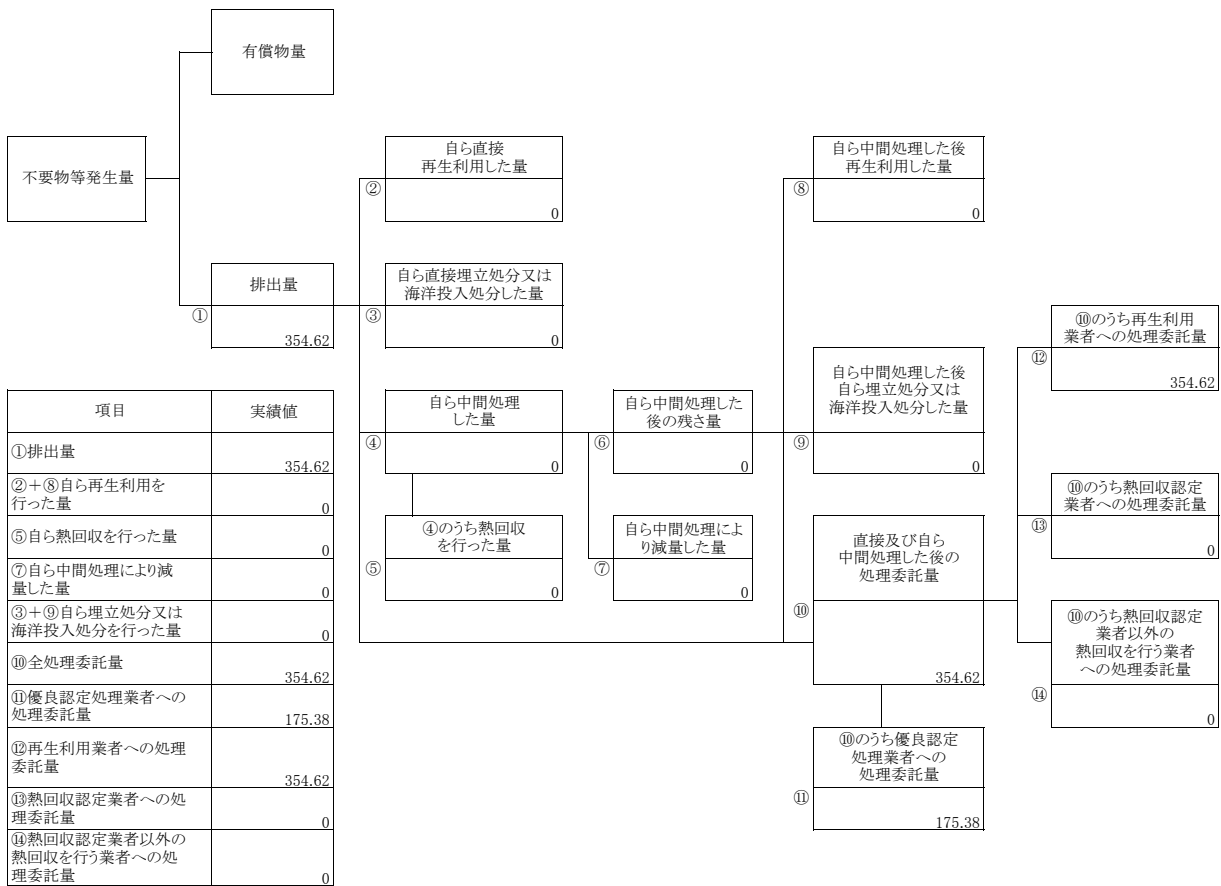 有償物量
不要物等発生量
自ら直接
再生利用した量
②
0
自ら中間処理した後
再生利用した量
⑧
0
排出量
①
354.62
自ら直接埋立処分又は
海洋投入処分した量
③
0
⑩のうち再生利用
業者への処理委託量
⑫
354.62
自ら中間処理
した量
④
0
自ら中間処理した
後の残さ量
⑥
0
自ら中間処理した後
自ら埋立処分又は
海洋投入処分した量
⑨
0
⑩のうち熱回収認定
業者への処理委託量
⑬
0
④のうち熱回収
を行った量
⑤
0
自ら中間処理によ
り減量した量
⑦
0
直接及び自ら
中間処理した後の
処理委託量
⑩
354.62
⑩のうち熱回収認定
業者以外の
熱回収を行う業者
への処理委託量
⑭
0
⑩のうち優良認定
処理業者への
処理委託量
⑪
175.38
項目 実績値
①排出量
354.62
②+⑧自ら再生利用を
行った量
0
⑤自ら熱回収を行った量
0
⑦自ら中間処理により減
量した量
0
③+⑨自ら埋立処分又は
海洋投入処分を行った量
0
⑩全処理委託量
354.62
⑪優良認定処理業者への
処理委託量
175.38
⑫再生利用業者への処理
委託量
354.62
⑬熱回収認定業者への処
理委託量
0
⑭熱回収認定業者以外の
熱回収を行う業者への処
理委託量
0